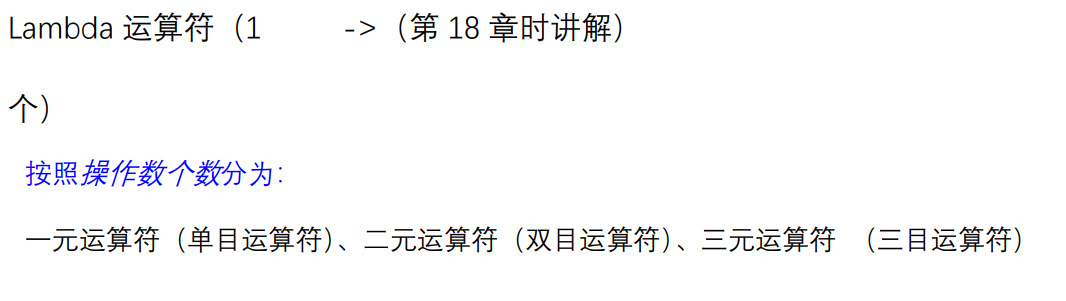 Lambda 运算符（1 ->（第 18 章时讲解）
个）
按照操作数个数分为：
一元运算符（单目运算符）、二元运算符（双目运算符）、三元运算符 （三目运算符）